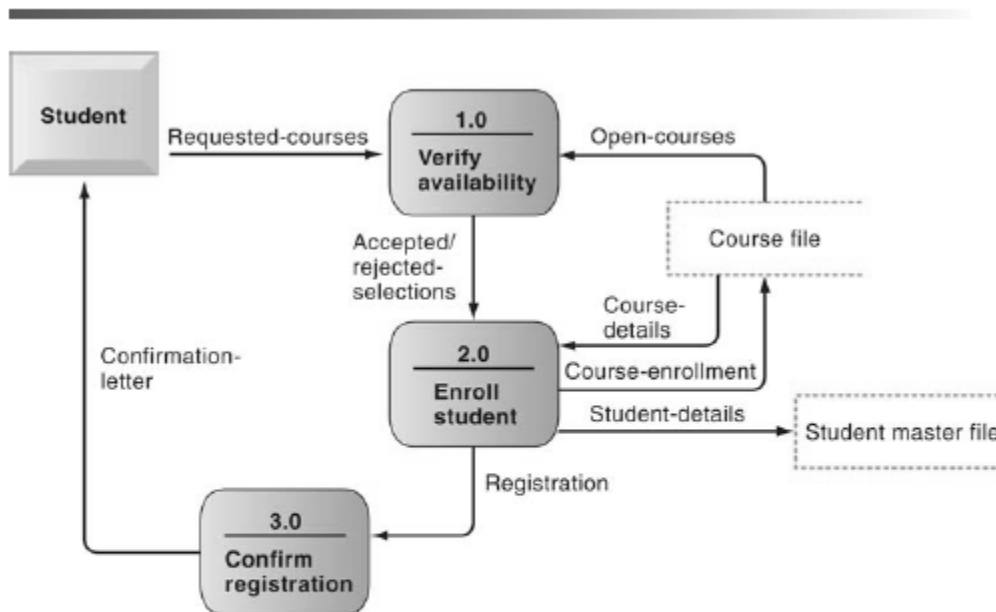 Student
Requested-courses
1.0
Verify
availability
Open-courses
Course file
Accepted/
rejected-
selections
Course-
details
Confirmation-
letter
2.0
Enroll
student
Course-enrollment
Student-details
Student master file
Registration
3.0
Confirm
registration